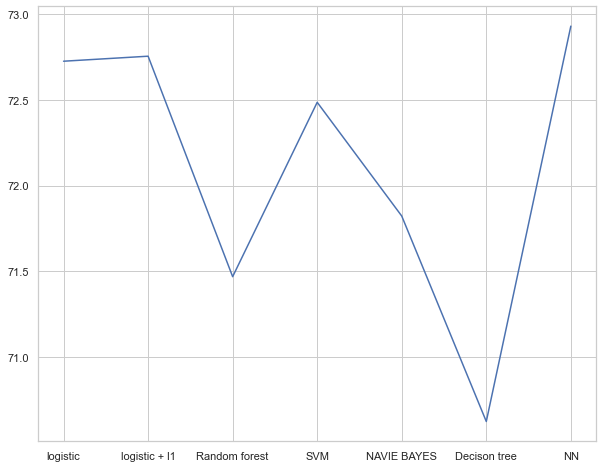 73.0
72.5
72.0
71.5
71.0
logistic
logistic + l1
Random forest
SVM
NAVIE BAYES
Decison tree
NN